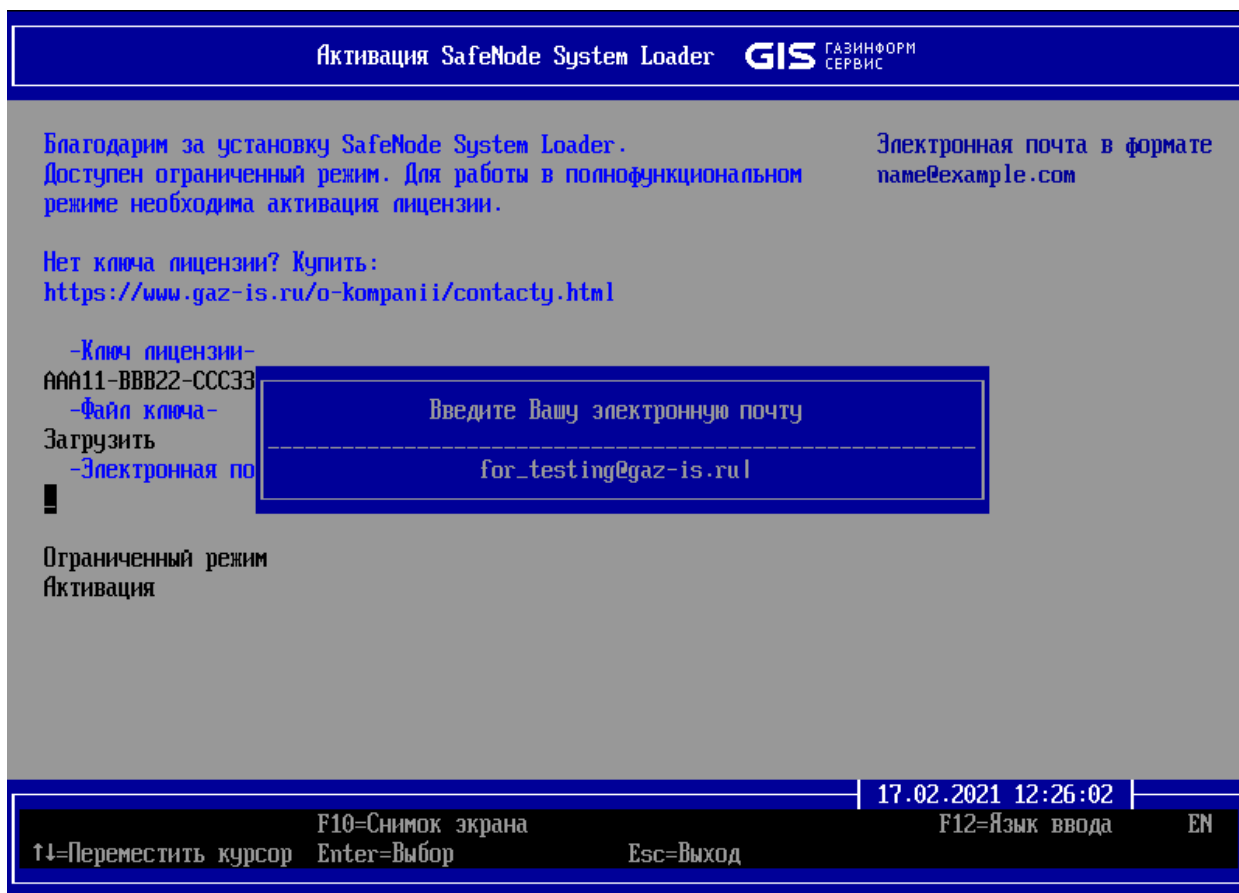 Активация SafeNode System Loader
GIS ГАЗИНФОРМ
СЕРВИС
Благодарим за установку SafeNode System Loader.
Доступен ограниченный режим. Для работы в полнофункциональном
режиме необходима активация лицензии.
Нет ключа лицензии? Купить:
https://www.gaz-is.ru/o-kompanii/contacty.html
Электронная почта в формате
name@example.com
-Ключ лицензии-
AAA11-BBB22-CCC33
-Файл ключа-
Загрузить
-Электронная по
_
Введите Вашу электронную почту
for_testing@gaz-is.ru|
Ограниченный режим
Активация
17.02.2021 12:26:02
F10=Снимок экрана F12=Язык ввода EN
↑↓=Переместить курсор Enter=Выбор Esc=Выход